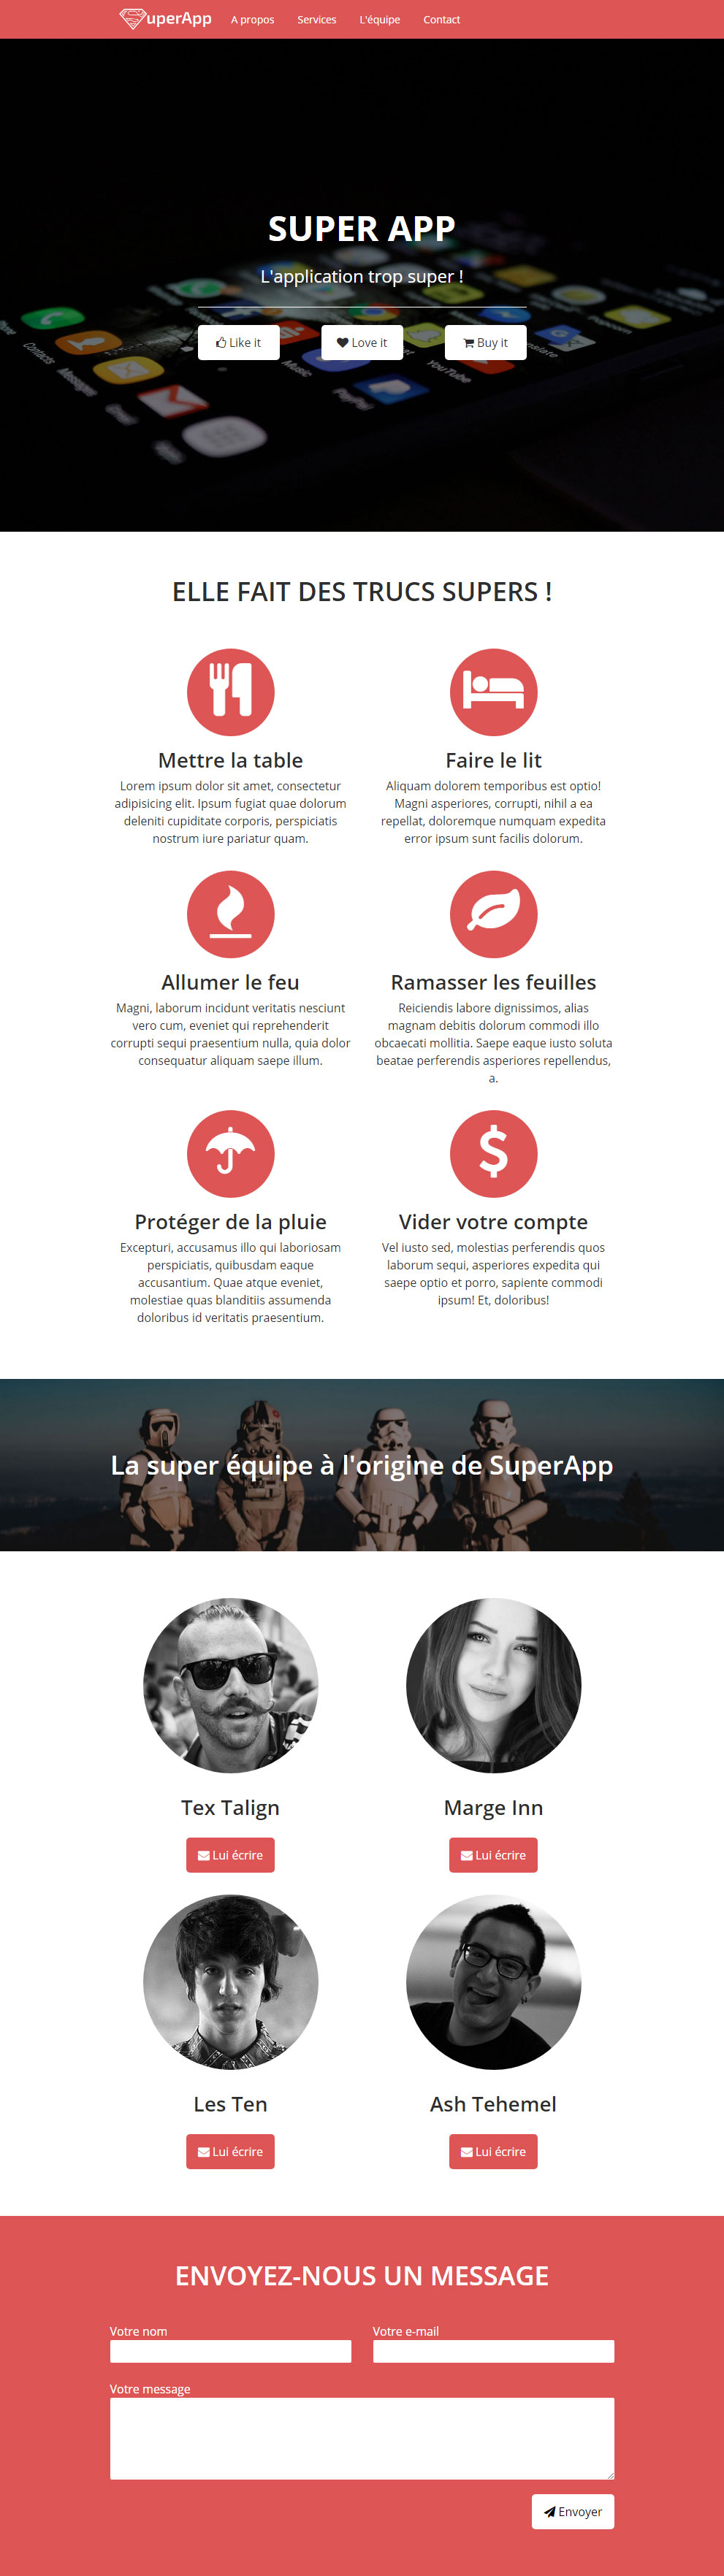 uperApp A propos Services L'équipe Contact
SUPER APP
L'application trop super !
Like it Love it Buy it
Phone Contacts Messages Gmail Music PayPal YouTube Translate Popcorn
ELLE FAIT DES TRUCS SUPERS !
Mettre la table
Lorem ipsum dolor sit amet, consectetur
adipisicing elit. Ipsum fugiat quae dolorum
deleniti cupiditate corporis, perspiciatis
nostrum iure pariatur quam.
Faire le lit
Aliquam dolorem temporibus est optio!
Magni asperiores, corrupti, nihil a ea
repellat, doloremque numquam expedita
error ipsum sunt facilis dolorum.
Allumer le feu
Magni, laborum incidunt veritatis nesciunt
vero cum, eveniet qui reprehenderit
corrupti sequi praesentium nulla, quia dolor
consequatur aliquam saepe illum.
Ramasser les feuilles
Reiciendis labore dignissimos, alias
magnam debitis dolorum commodi illo
obcaecati mollitia. Saepe eaque iusto soluta
beatae perferendis asperiores repellendus,
a.
Protéger de la pluie
Excepturi, accusamus illo qui laboriosam
perspiciatis, quibusdam eaque
accusantium. Quae atque eveniet,
molestiae quas blanditiis assumenda
doloribus id veritatis praesentium.
Vider votre compte
Vel iusto sed, molestias perferendis quos
laborum sequi, asperiores expedita qui
saepe optio et porro, sapiente commodi
ipsum! Et, doloribus!
La super équipe à l'origine de SuperApp
Tex Talign
Lui écrire
Marge Inn
Lui écrire
Les Ten
Lui écrire
Ash Tehemel
Lui écrire
ENVOYEZ-NOUS UN MESSAGE
Votre nom
Votre e-mail
Votre message
Envoyer